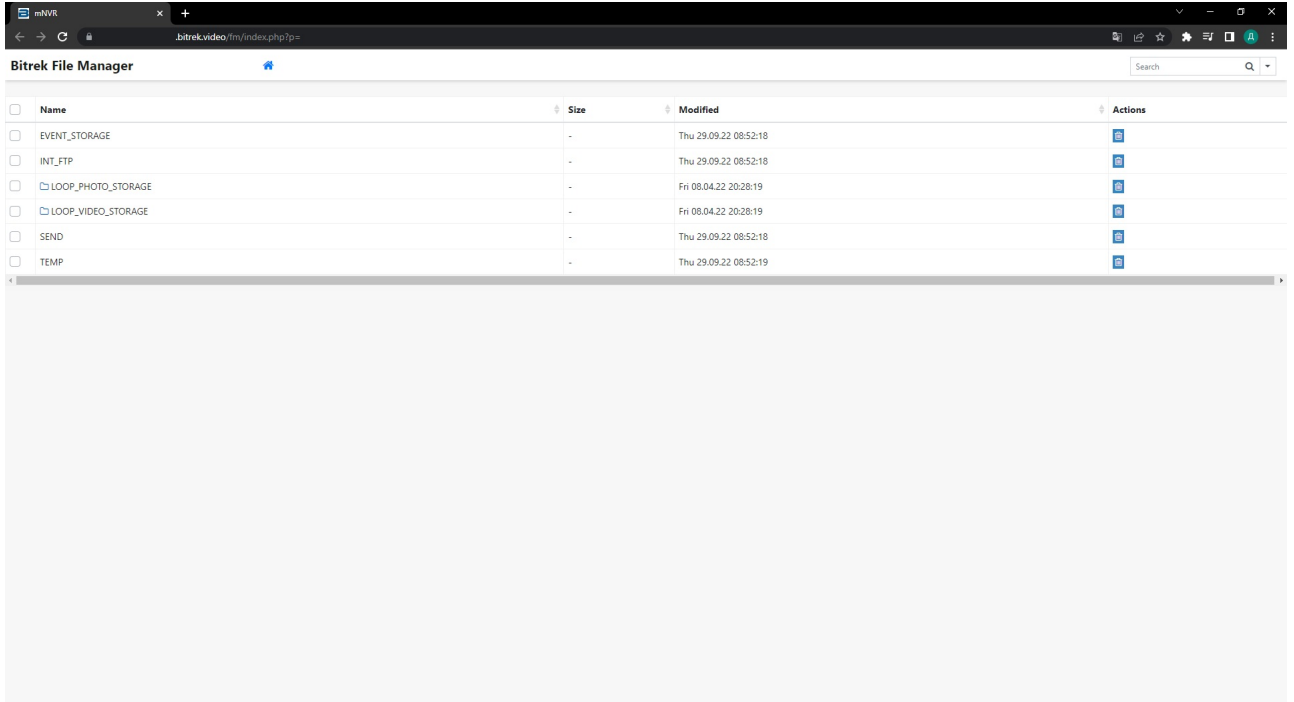 mNVR
.bitrek.video/fm/index.php?p=
Д
Bitrek File Manager
Search
Name Size Modified Actions
EVENT_STORAGE - Thu 29.09.22 08:52:18
INT_FTP - Thu 29.09.22 08:52:18
LOOP_PHOTO_STORAGE - Fri 08.04.22 20:28:19
LOOP_VIDEO_STORAGE - Fri 08.04.22 20:28:19
SEND - Thu 29.09.22 08:52:18
TEMP - Thu 29.09.22 08:52:19